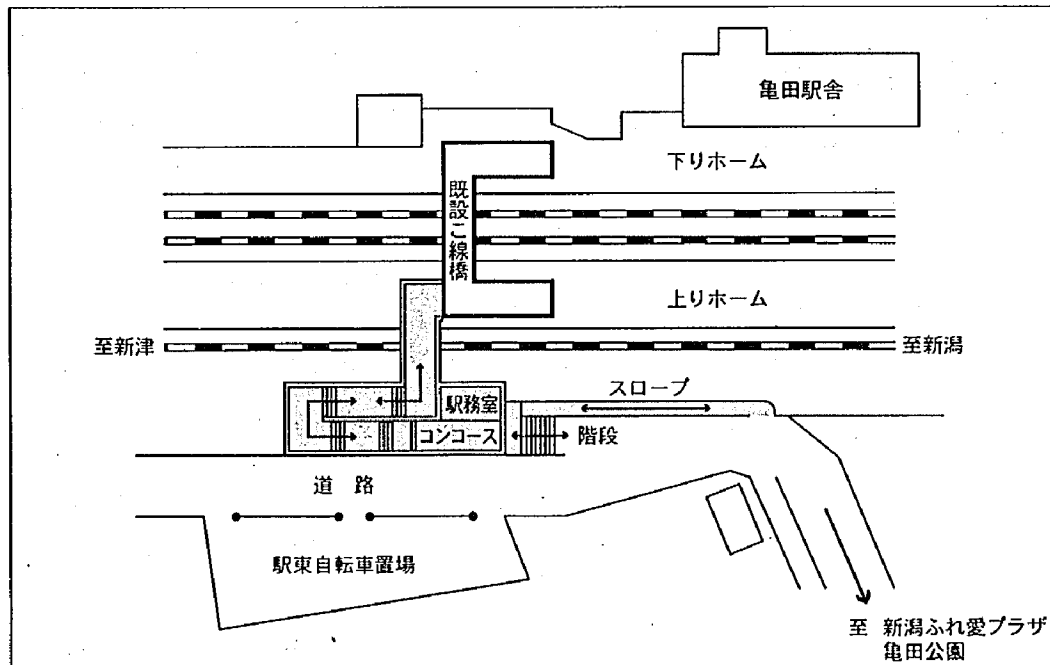 亀田駅舎
下りホーム
既設こ線橋
上りホーム
至新津
至新潟
スロープ
駅務室
コンコース
階段
道路
駅東自転車置場
至 新潟ふれ愛プラザ
亀田公園